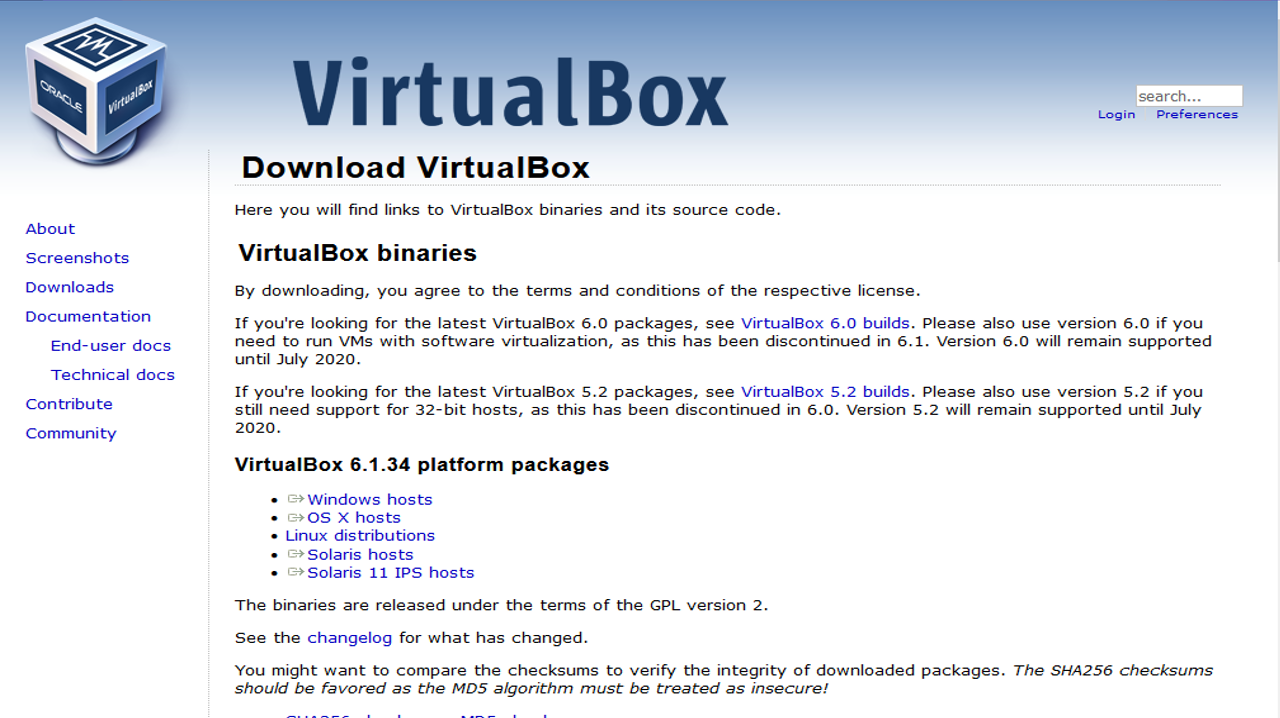 ORACLE
VirtualBox
VirtualBox
search...
Login Preferences
Download VirtualBox
Here you will find links to VirtualBox binaries and its source code.
About
Screenshots
Downloads
Documentation
End-user docs
Technical docs
Contribute
Community
VirtualBox binaries
By downloading, you agree to the terms and conditions of the respective license.
If you're looking for the latest VirtualBox 6.0 packages, see VirtualBox 6.0 builds. Please also use version 6.0 if you
need to run VMs with software virtualization, as this has been discontinued in 6.1. Version 6.0 will remain supported
until July 2020.
If you're looking for the latest VirtualBox 5.2 packages, see VirtualBox 5.2 builds. Please also use version 5.2 if you
still need support for 32-bit hosts, as this has been discontinued in 6.0. Version 5.2 will remain supported until July
2020.
VirtualBox 6.1.34 platform packages
Windows hosts
OS X hosts
Linux distributions
Solaris hosts
Solaris 11 IPS hosts
The binaries are released under the terms of the GPL version 2.
See the changelog for what has changed.
You might want to compare the checksums to verify the integrity of downloaded packages. The SHA256 checksums
should be favored as the MD5 algorithm must be treated as insecure!